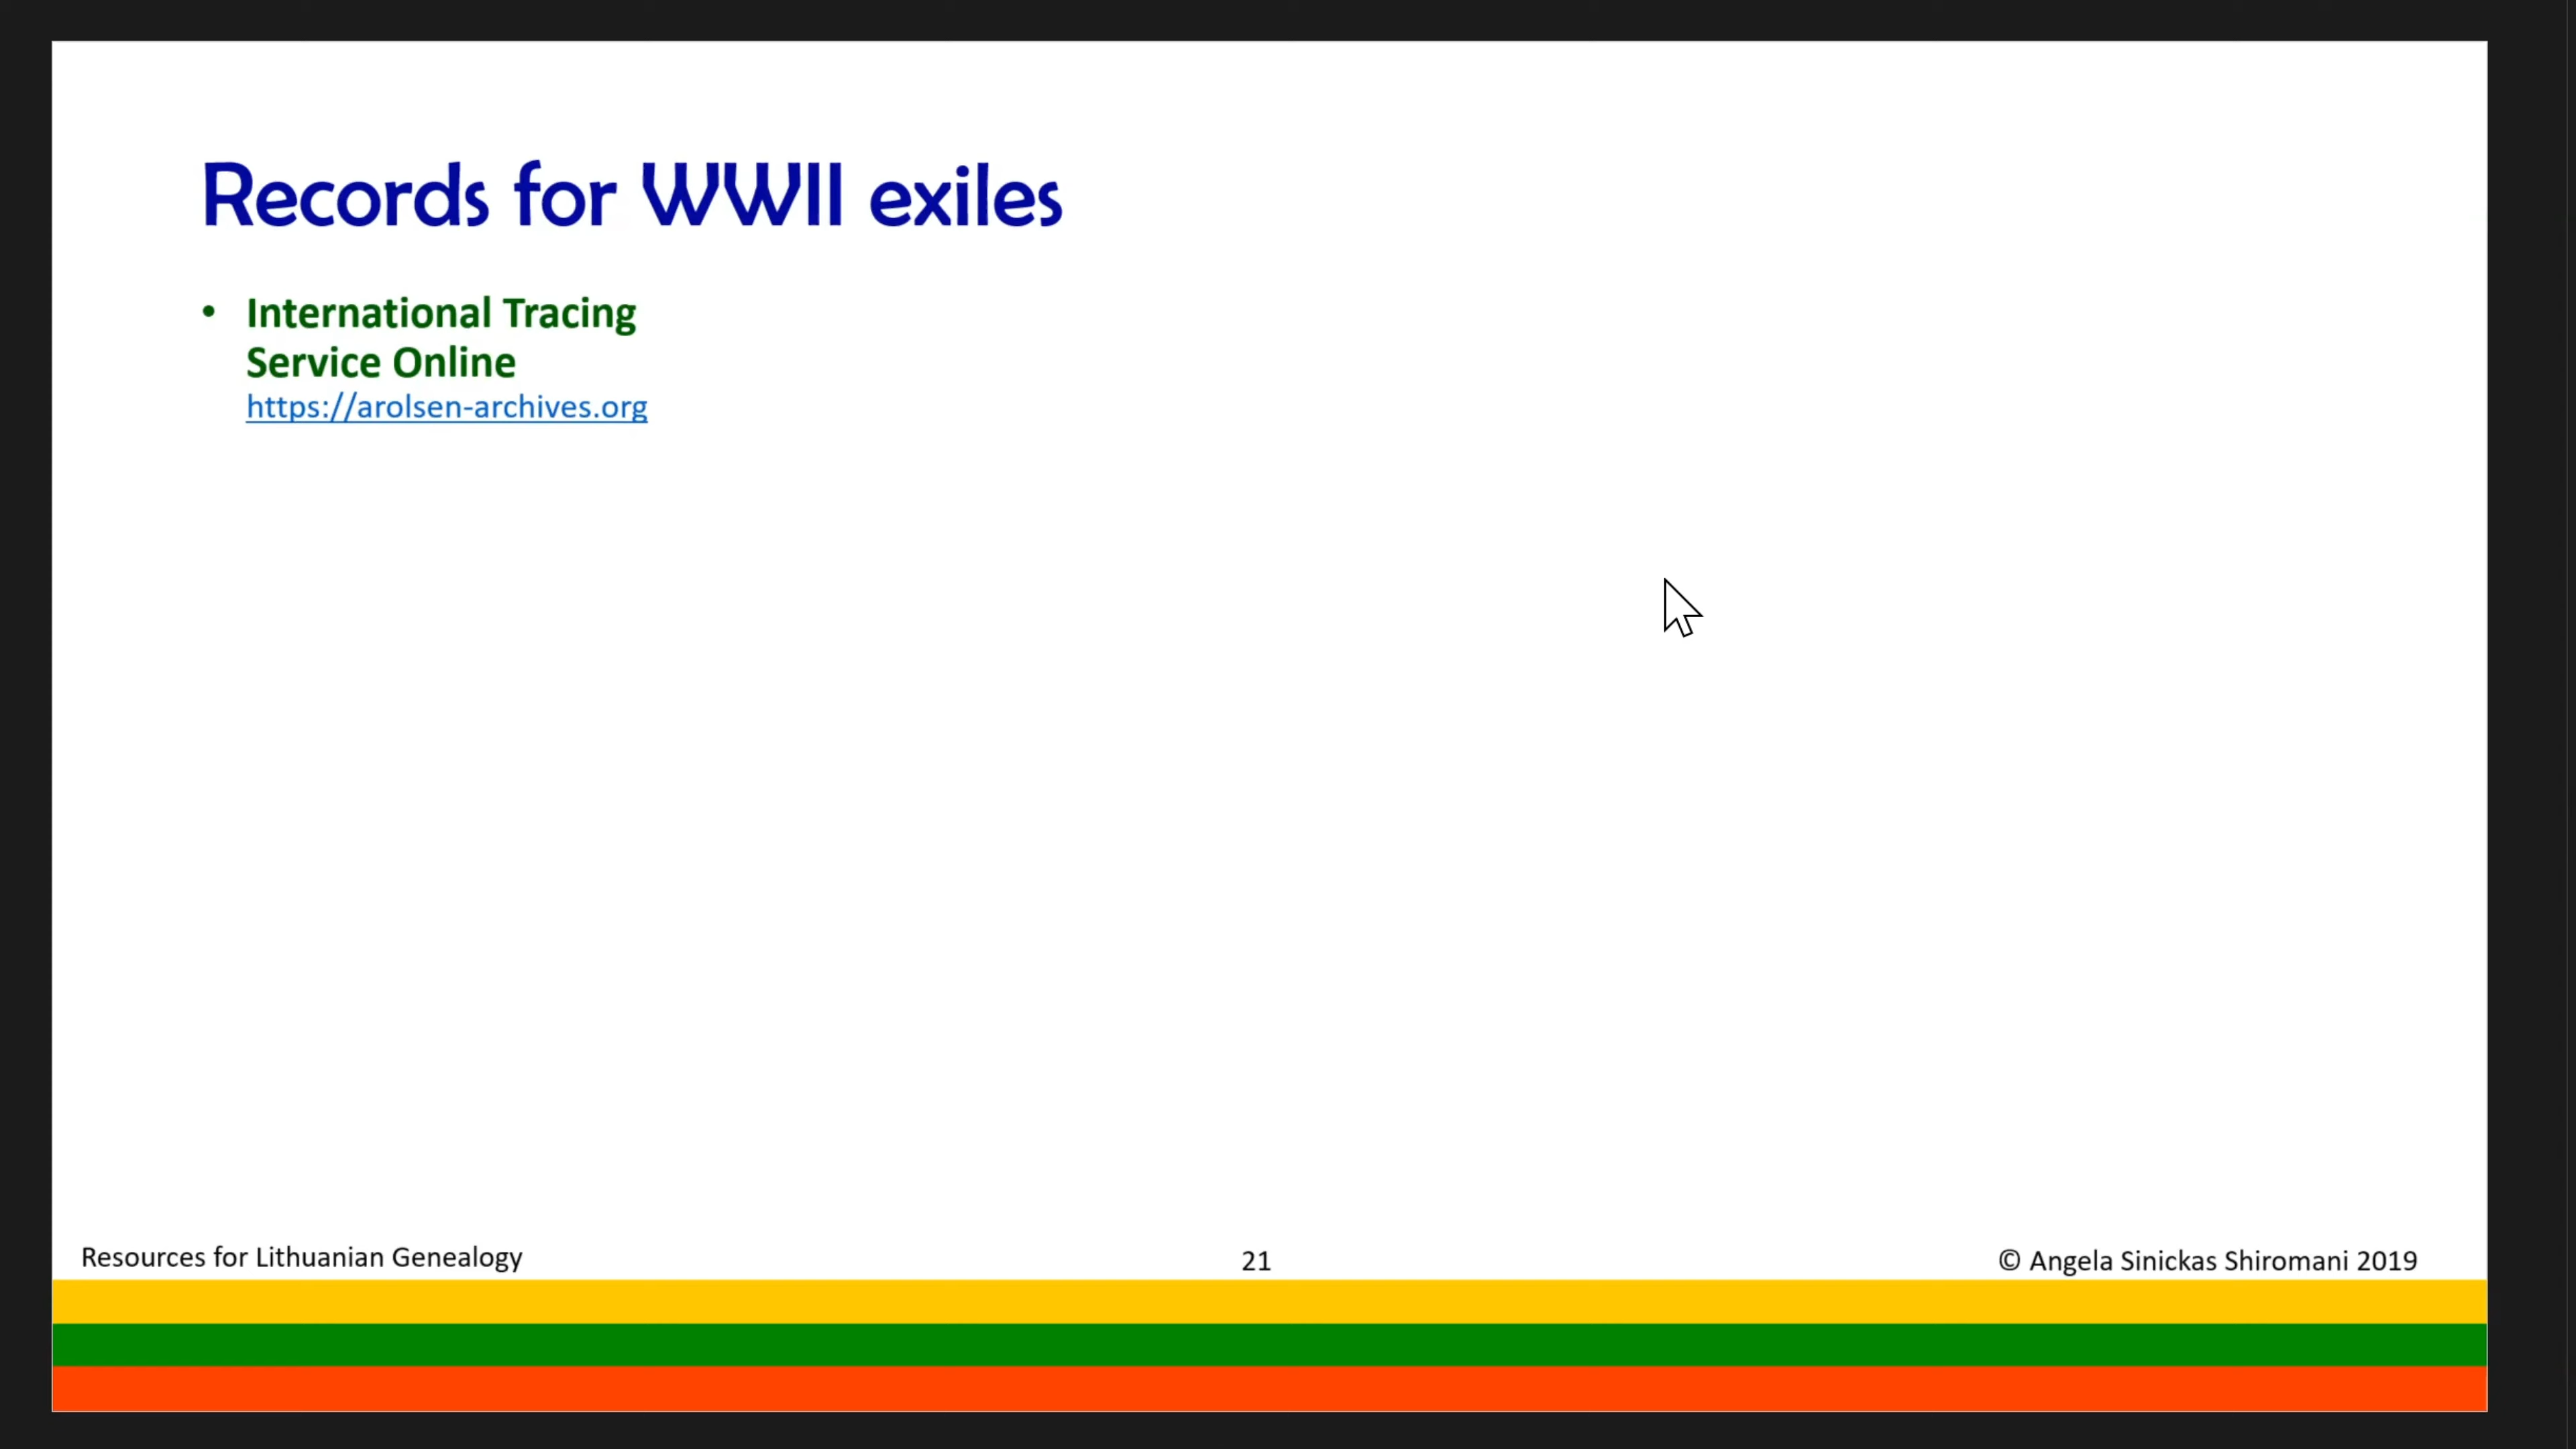 Records for WWII exiles
• International Tracing
Service Online
https://arolsen-archives.org
Resources for Lithuanian Genealogy
21
© Angela Sinickas Shiromani 2019